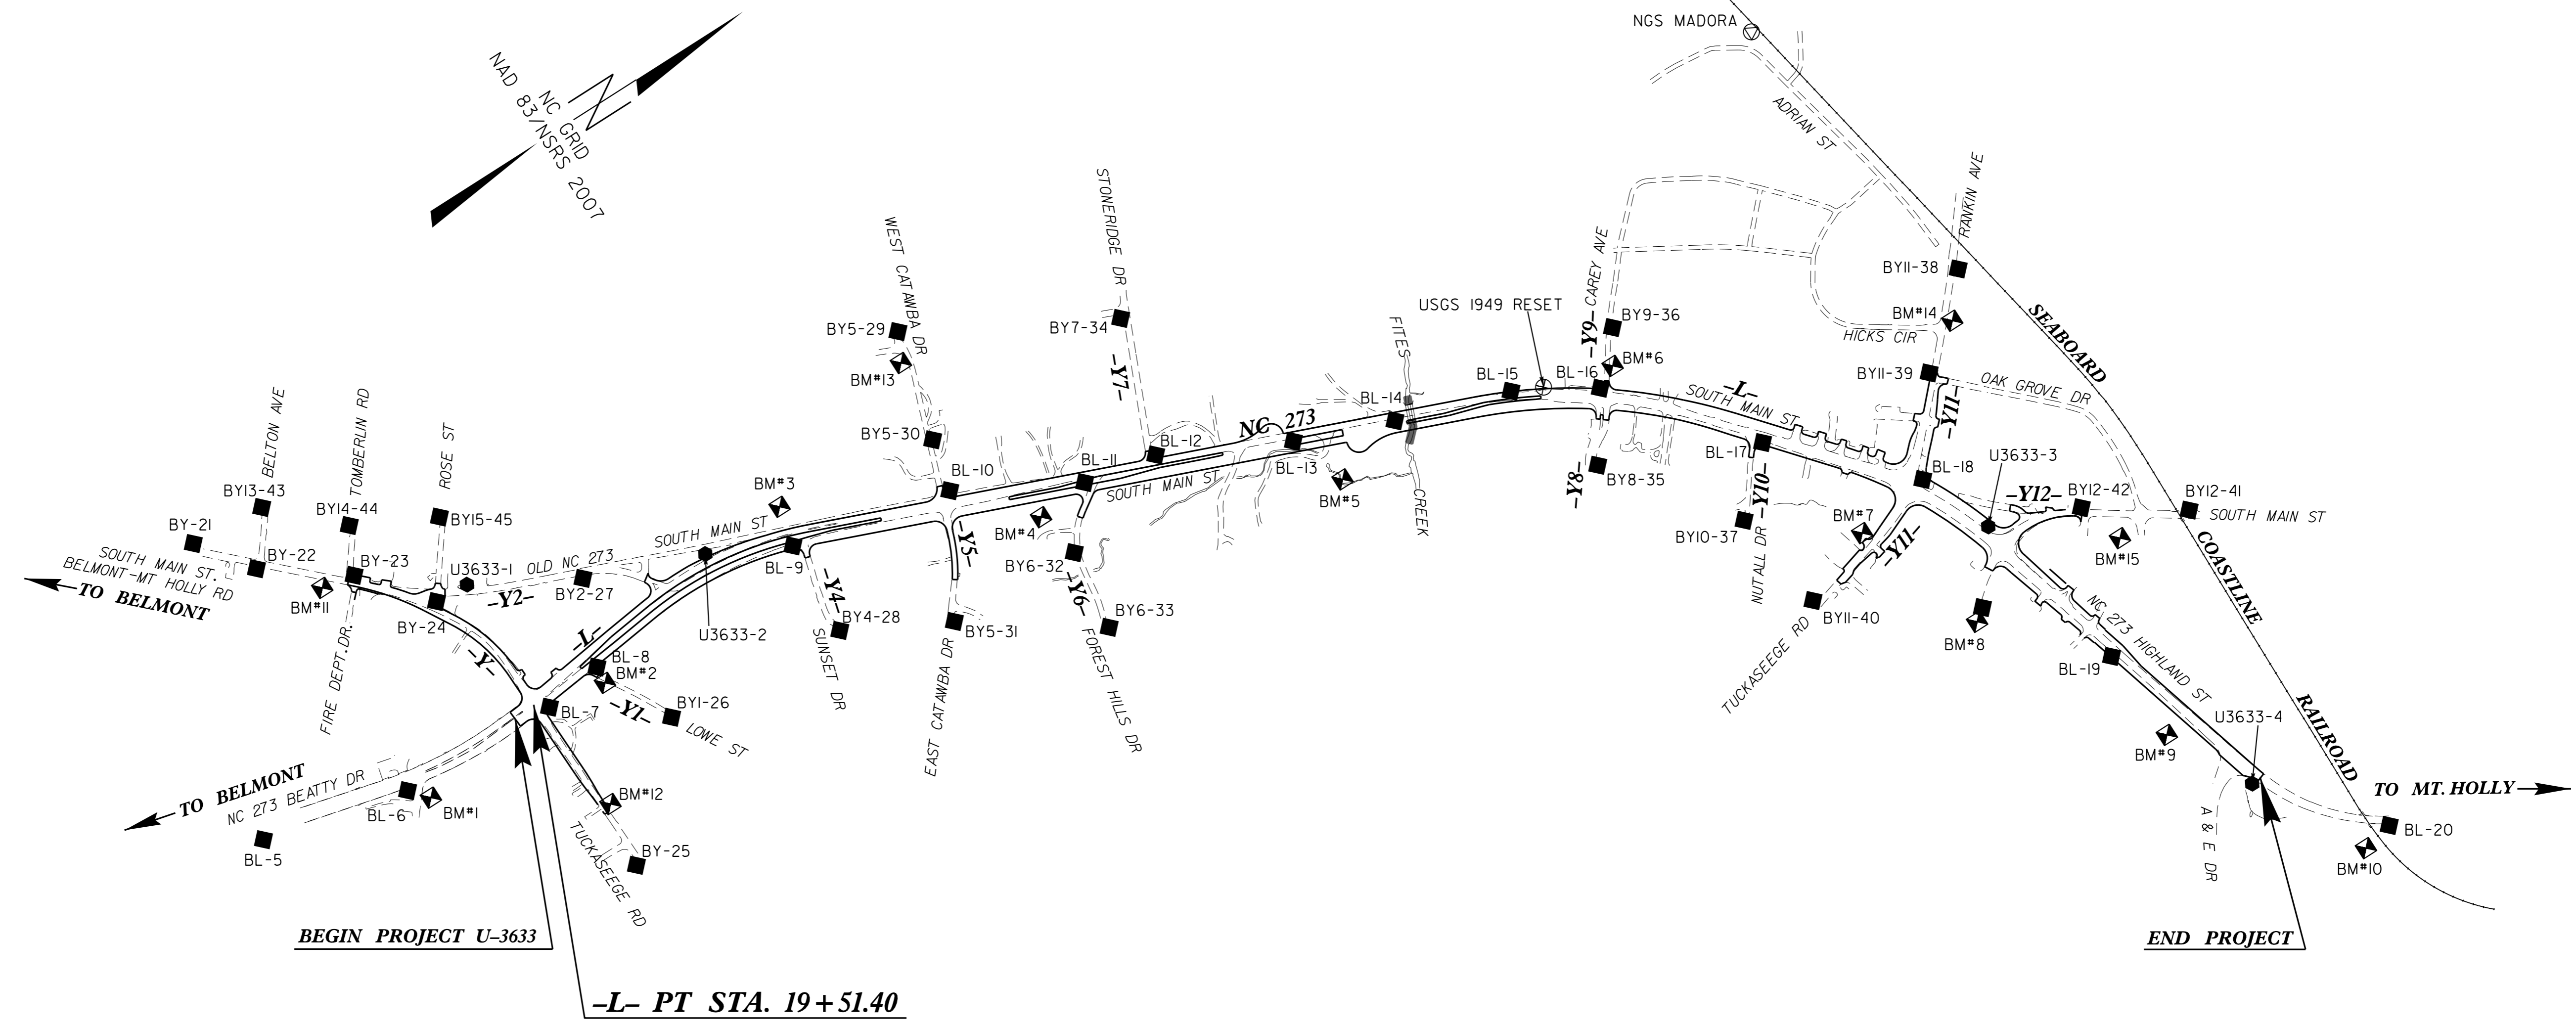 NGS MADORA
NC GRID
NAD 83/NSRS 2007
ADRIAN ST
RANKIN AVE
STONERIDGE DR
WEST CATAWBA DR
CAREY AVE
BY11-38
SEABOARD
USGS 1949 RESET
FITES
CREEK
BY5-29
BY7-34
BY9-36
BM#14
HICKS CIR
-Y9-
BM#6
BM#13
-Y7-
BL-15
BL-16
BY11-39
OAK GROVE DR
BELTON AVE
TOMBERLIN RD
ROSE ST
BL-14
-L-
SOUTH MAIN ST
-Y11-
NC 273
BY5-30
BL-12
BL-11
BL-13
BL-17
BL-18
U3633-3
BL-10
SOUTH MAIN ST
BM#5
BY8-35
-Y8-
-Y10-
-Y12-
BY12-42
BY12-41
SOUTH MAIN ST
BM#3
BY13-43
BY14-44
BY15-45
BY-21
SOUTH MAIN ST
BM#4
BM#7
BY10-37
NUTALL DR
-Y11-
BM#15
COASTLINE
SOUTH MAIN ST.
BELMONT-MT HOLLY RD
BY-22
BY-23
U3633-1
OLD NC 273
BY2-27
BL-9
-Y5-
BY6-32
TO BELMONT
BM#11
BY-24
-Y2-
-Y4-
BY4-28
-Y6-
BY6-33
BY5-31
BY11-40
TUCKASEEGE RD
BM#8
NC 273 HIGHLAND ST
-L-
U3633-2
SUNSET DR
EAST CATAWBA DR
FOREST HILLS DR
BL-19
FIRE DEPT.DR.
-Y-
BL-8
BM#2
BY1-26
-Y1-
LOWE ST
BL-7
U3633-4
RAILROAD
BM#9
TO BELMONT
NC 273 BEATTY DR
BL-6
BM#1
BM#12
TUCKASEEGE RD
BY-25
BL-5
A & E DR
TO MT. HOLLY
BL-20
BM#10
BEGIN PROJECT U-3633
END PROJECT
-L- PT STA. 19+51.40